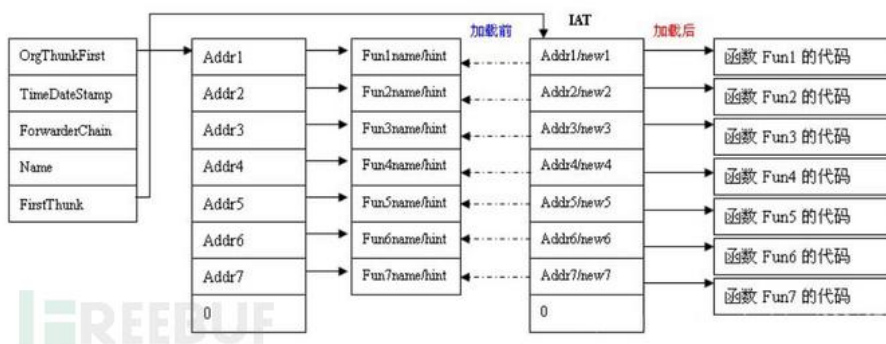 加载前 IAT 加载后
OrgThunkFirst
TimeDateStamp
ForwarderChain
Name
FirstThunk
Addr1
Addr2
Addr3
Addr4
Addr5
Addr6
Addr7
0
Fun1name/hint
Fun2name/hint
Fun3name/hint
Fun4name/hint
Fun5name/hint
Fun6name/hint
Fun7name/hint
Addr1/new1
Addr2/new2
Addr3/new3
Addr4/new4
Addr5/new5
Addr6/new6
Addr7/new7
0
函数 Fun1 的代码
函数 Fun2 的代码
函数 Fun3 的代码
函数 Fun4 的代码
函数 Fun5 的代码
函数 Fun6 的代码
函数 Fun7 的代码
FREEBUF